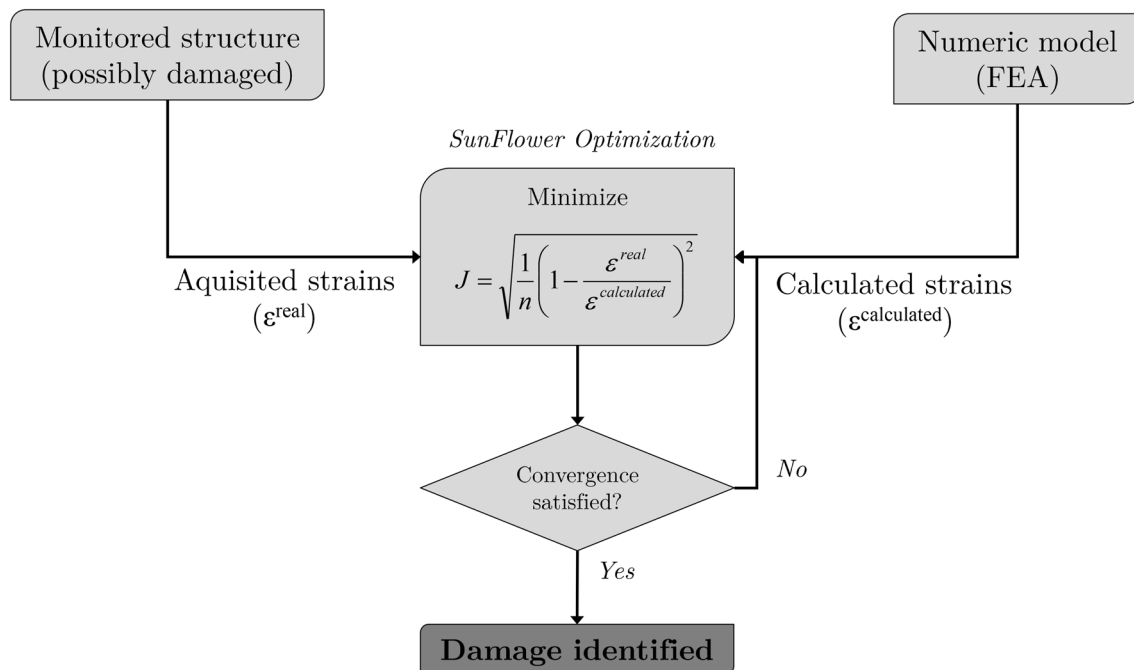 Monitored structure
(possibly damaged)
Numeric model
(FEA)
SunFlower Optimization
Minimize
J = √(1/n (1 − ε^real / ε^calculated)^2)
Aquisited strains
(ε^real)
Calculated strains
(ε^calculated)
Convergence
satisfied?
No
Yes
Damage identified